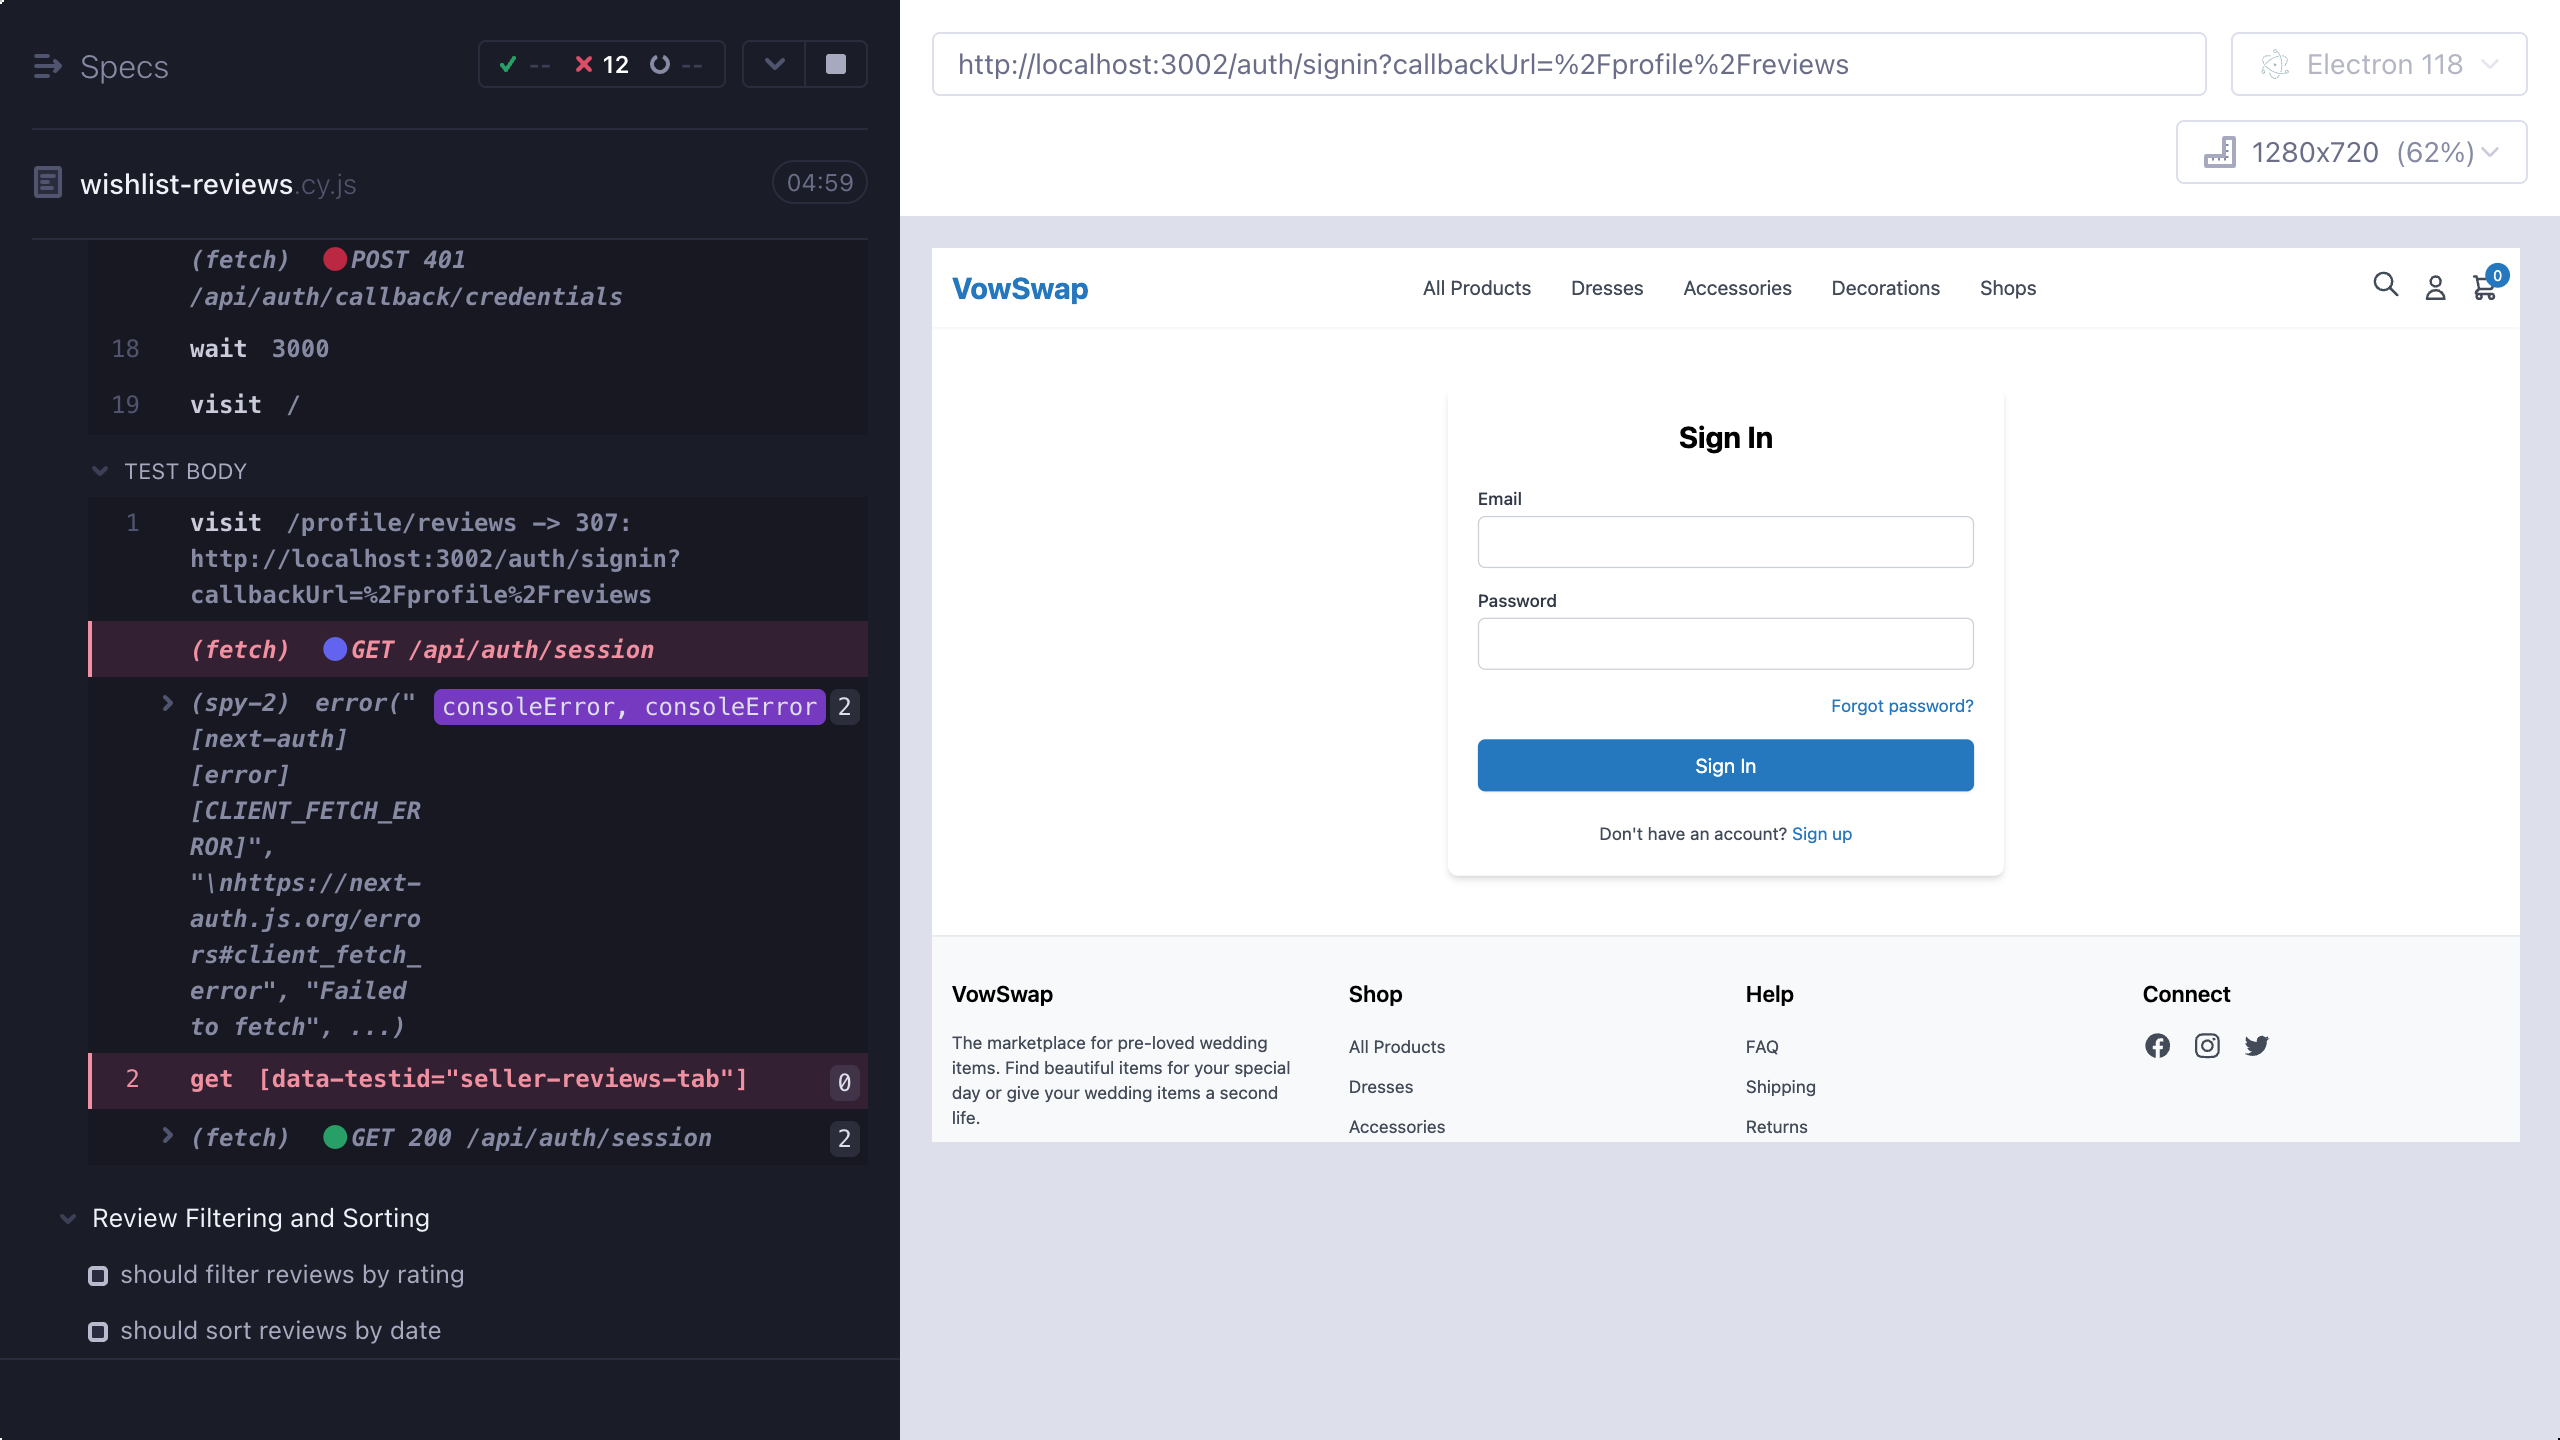 Specs
-- 12 --
wishlist-reviews.cy.js
04:59
(fetch) POST 401
/api/auth/callback/credentials
18 wait 3000
19 visit /
TEST BODY
1 visit /profile/reviews -> 307:
http://localhost:3002/auth/signin?
callbackUrl=%2Fprofile%2Freviews
(fetch) GET /api/auth/session
(spy-2) error(" consoleError, consoleError 2
[next-auth]
[error]
[CLIENT_FETCH_ER
ROR]",
"\nhttps://next-
auth.js.org/erro
rs#client_fetch_
error", "Failed
to fetch", ...)
2 get [data-testid="seller-reviews-tab"] 0
(fetch) GET 200 /api/auth/session 2
Review Filtering and Sorting
should filter reviews by rating
should sort reviews by date
http://localhost:3002/auth/signin?callbackUrl=%2Fprofile%2Freviews
Electron 118
1280x720 (62%)
VowSwap
All Products Dresses Accessories Decorations Shops
0
Sign In
Email
Password
Forgot password?
Sign In
Don't have an account? Sign up
VowSwap
The marketplace for pre-loved wedding
items. Find beautiful items for your special
day or give your wedding items a second
life.
Shop
All Products
Dresses
Accessories
Help
FAQ
Shipping
Returns
Connect